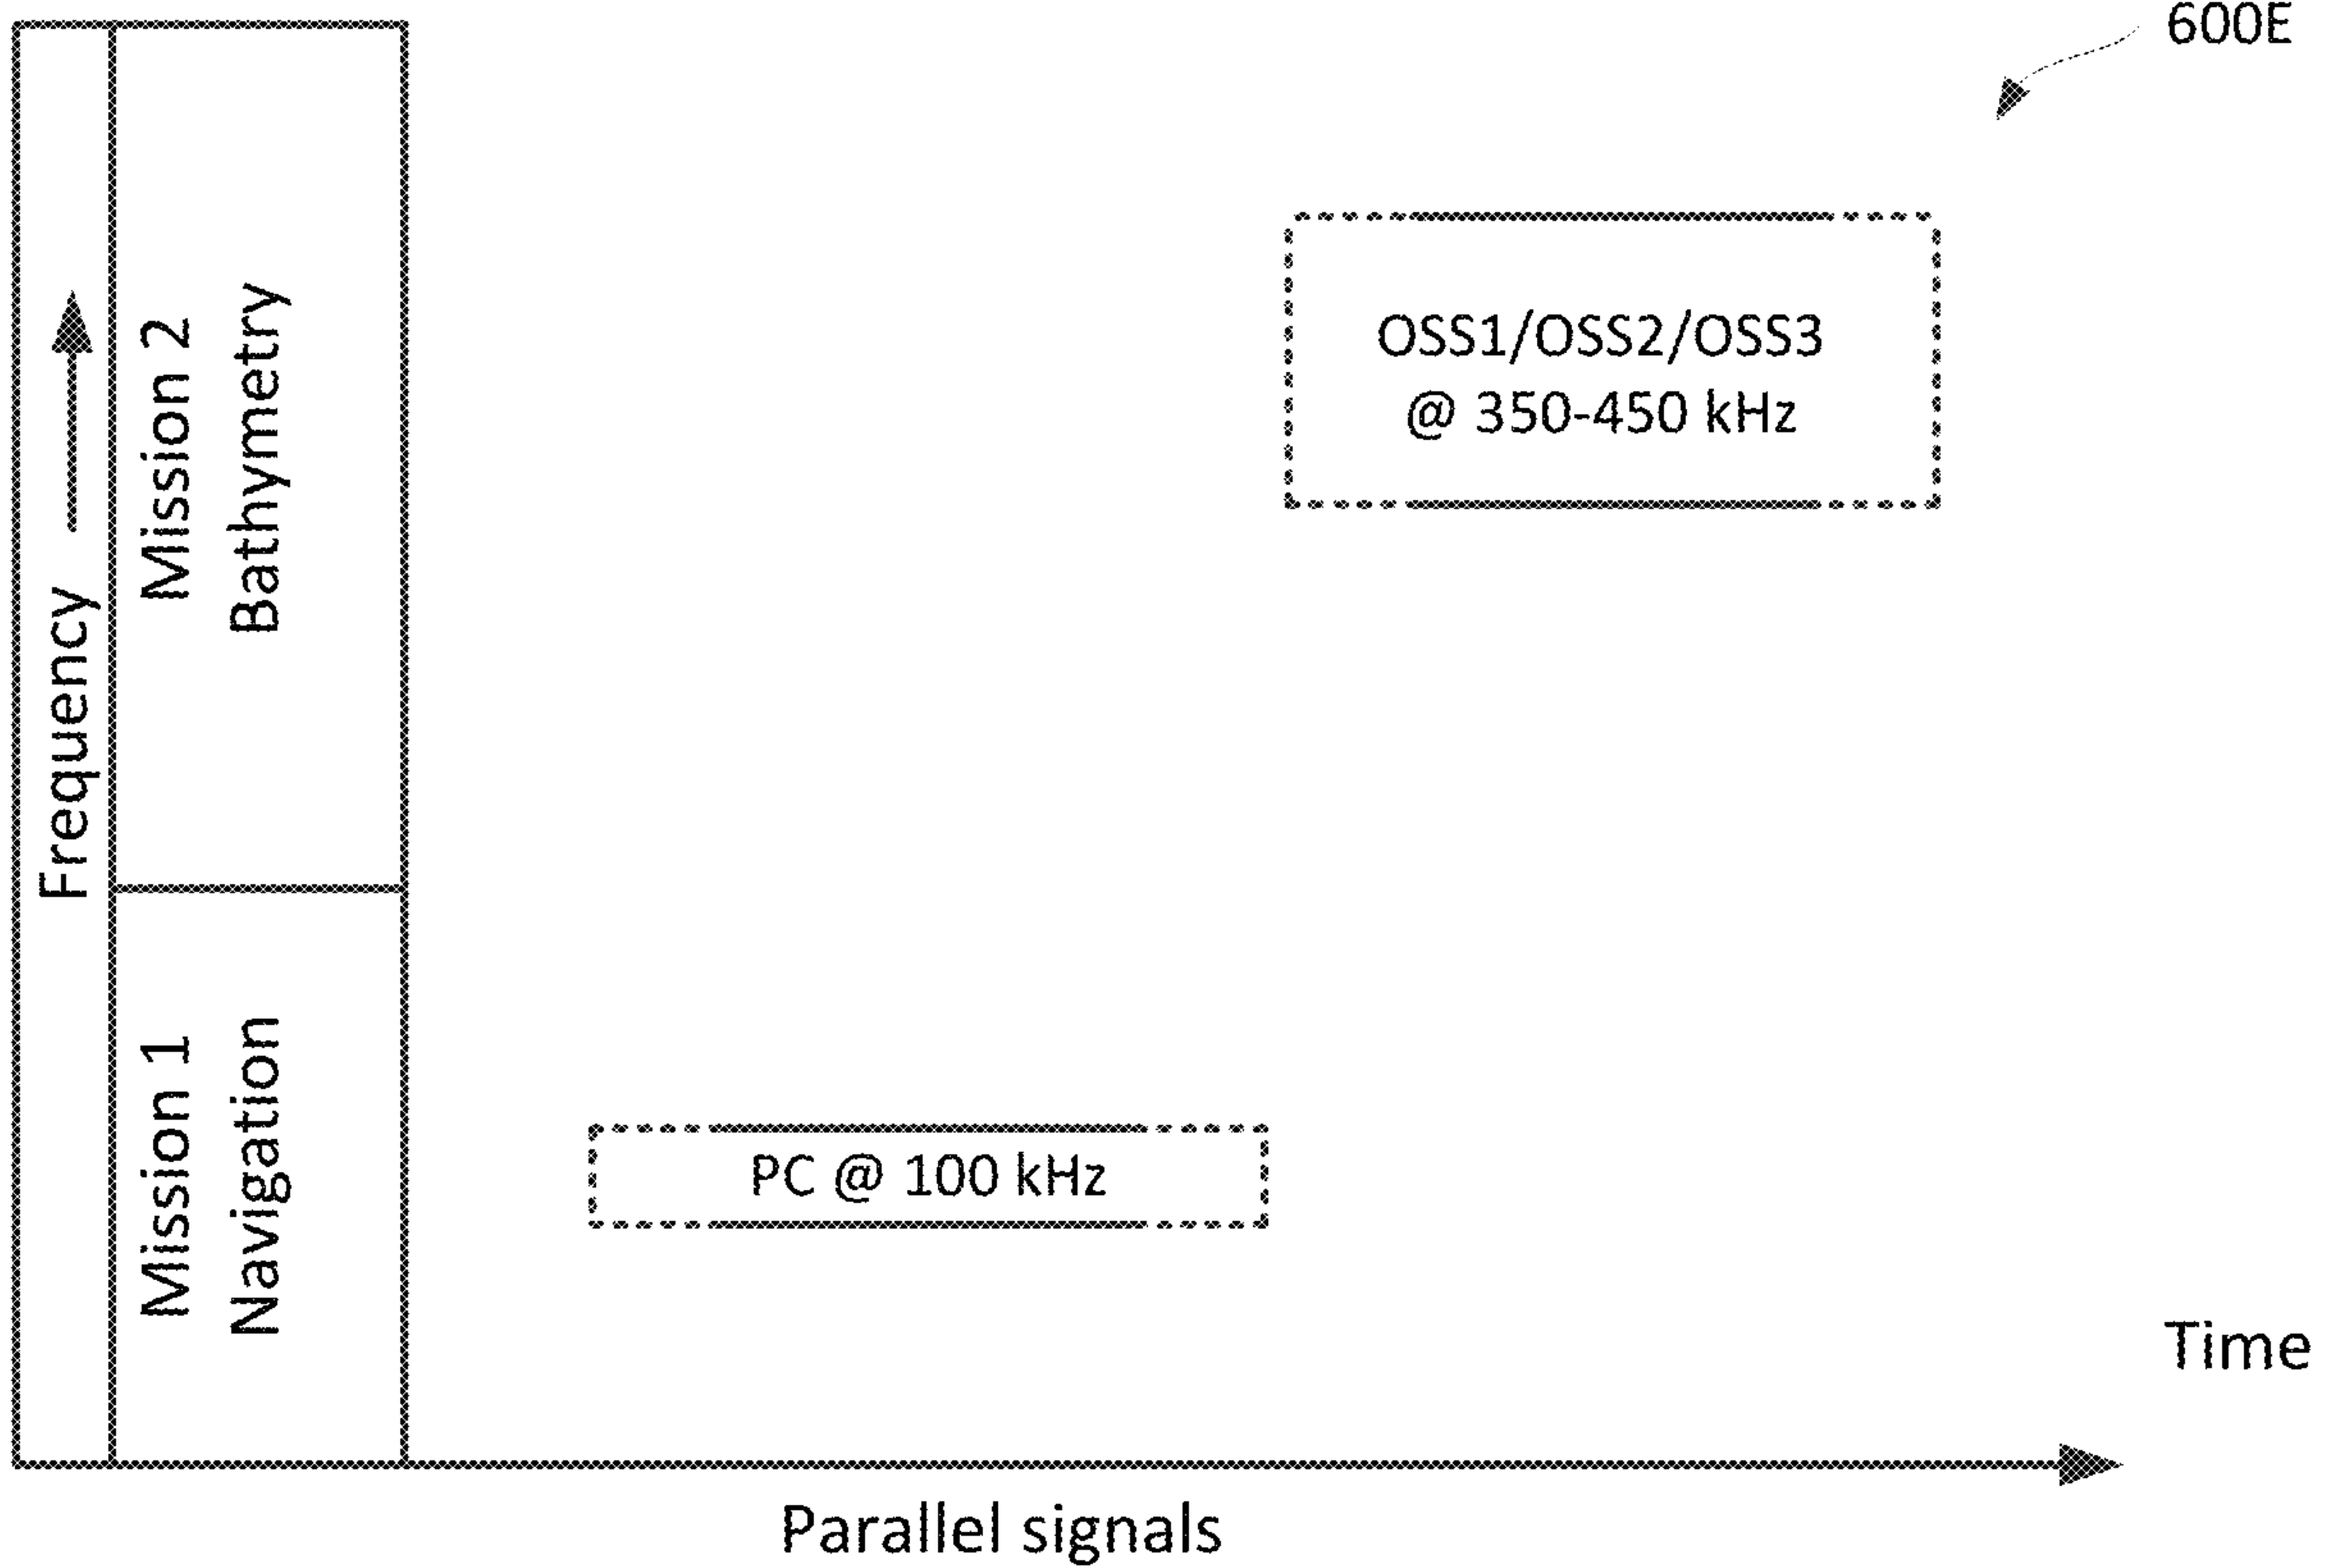 600E
Frequency
Mission 2
Bathymetry
OSS1/OSS2/OSS3
@ 350-450 kHz
Mission 1
Navigation
PC @ 100 kHz
Time
Parallel signals